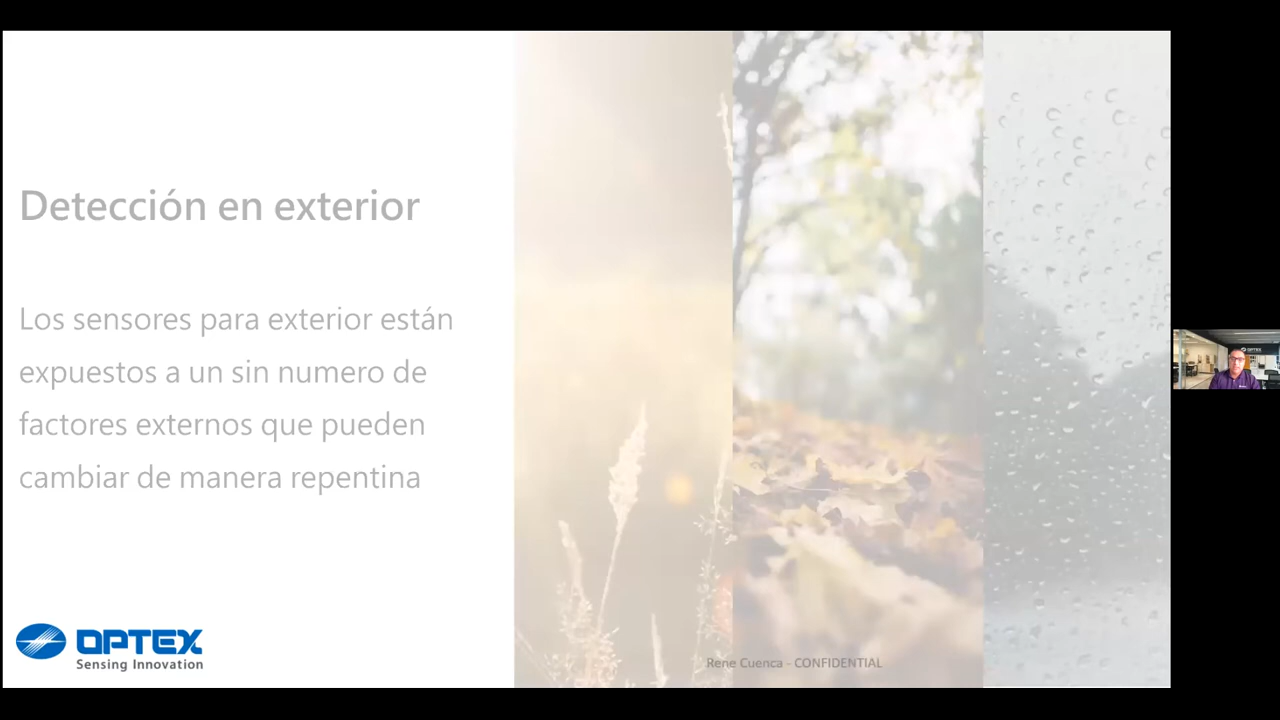 Detección en exterior
Los sensores para exterior están
expuestos a un sin numero de
factores externos que pueden
cambiar de manera repentina
OPTEX
Sensing Innovation
Rene Cuenca - CONFIDENTIAL
OPTEX